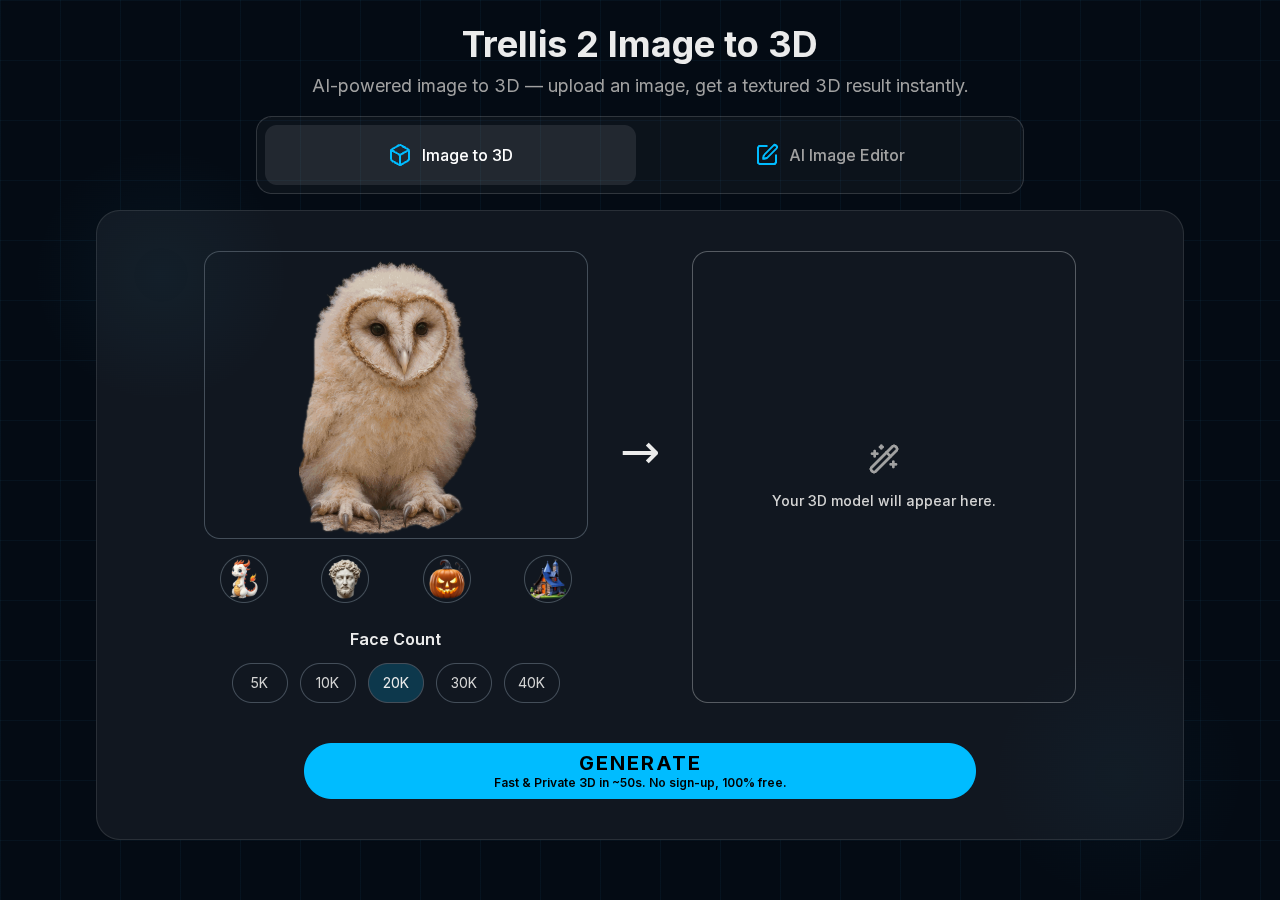 Trellis 2 Image to 3D
AI-powered image to 3D — upload an image, get a textured 3D result instantly.
Image to 3D
AI Image Editor
Your 3D model will appear here.
Face Count
5K
10K
20K
30K
40K
GENERATE
Fast & Private 3D in ~50s. No sign-up, 100% free.